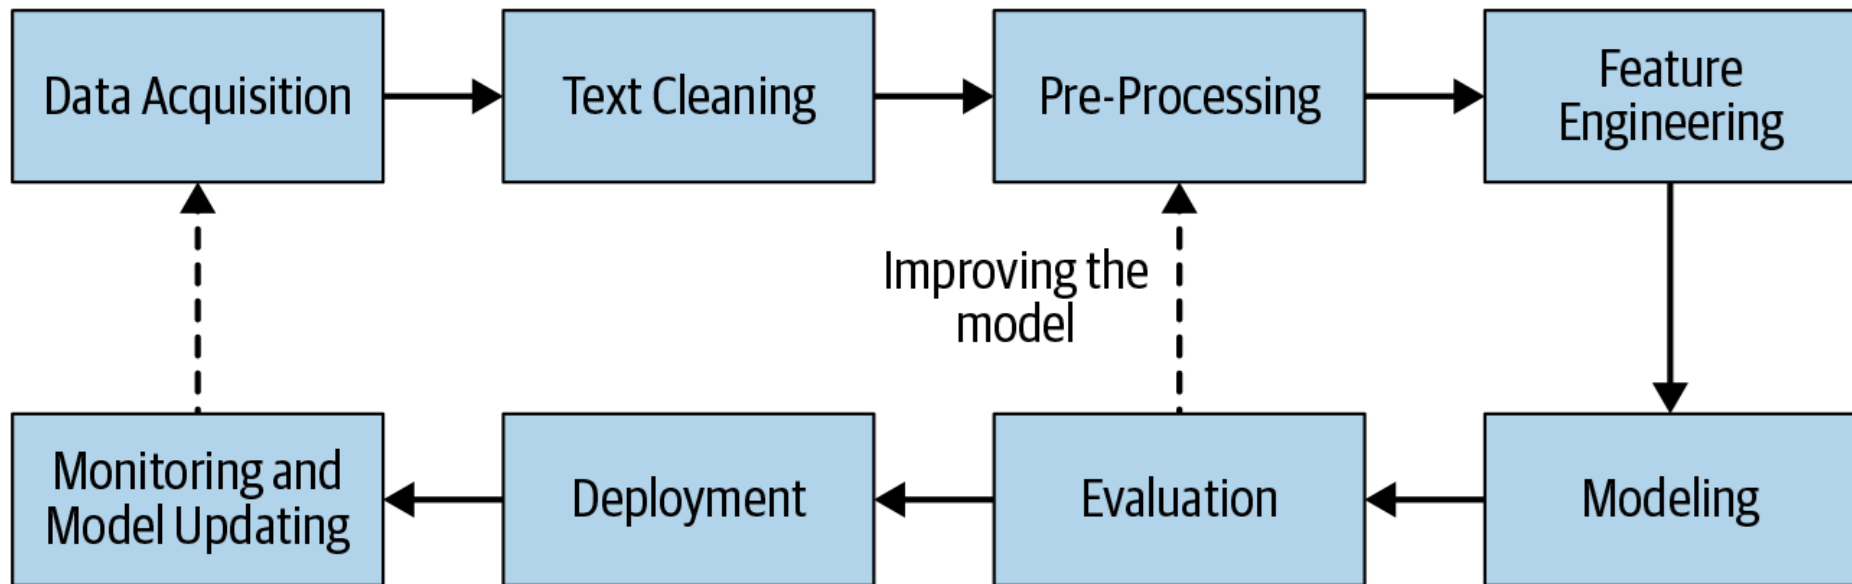 Data Acquisition
Text Cleaning
Pre-Processing
Feature
Engineering
Improving the
model
Monitoring and
Model Updating
Deployment
Evaluation
Modeling